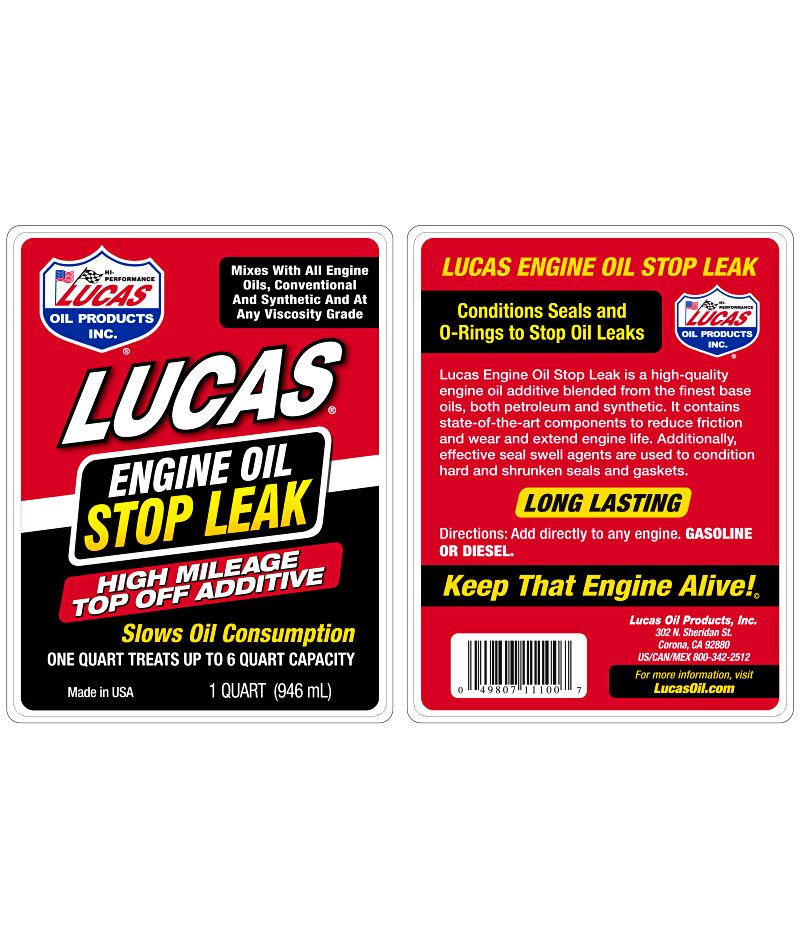 HI-
PERFORMANCE
LUCAS
OIL PRODUCTS
INC.
®
Mixes With All Engine
Oils, Conventional
And Synthetic And At
Any Viscosity Grade
LUCAS®
ENGINE OIL
STOP LEAK
HIGH MILEAGE
TOP OFF ADDITIVE
Slows Oil Consumption
ONE QUART TREATS UP TO 6 QUART CAPACITY
Made in USA
1 QUART (946 mL)
LUCAS ENGINE OIL STOP LEAK
Conditions Seals and
O-Rings to Stop Oil Leaks
HI-
PERFORMANCE
LUCAS
OIL PRODUCTS
INC.
®
Lucas Engine Oil Stop Leak is a high-quality
engine oil additive blended from the finest base
oils, both petroleum and synthetic. It contains
state-of-the-art components to reduce friction
and wear and extend engine life. Additionally,
effective seal swell agents are used to condition
hard and shrunken seals and gaskets.
LONG LASTING
Directions: Add directly to any engine. GASOLINE
OR DIESEL.
Keep That Engine Alive!©
Lucas Oil Products, Inc.
302 N. Sheridan St.
Corona, CA 92880
US/CAN/MEX 800-342-2512
For more information, visit
LucasOil.com
0 49807 11100 7